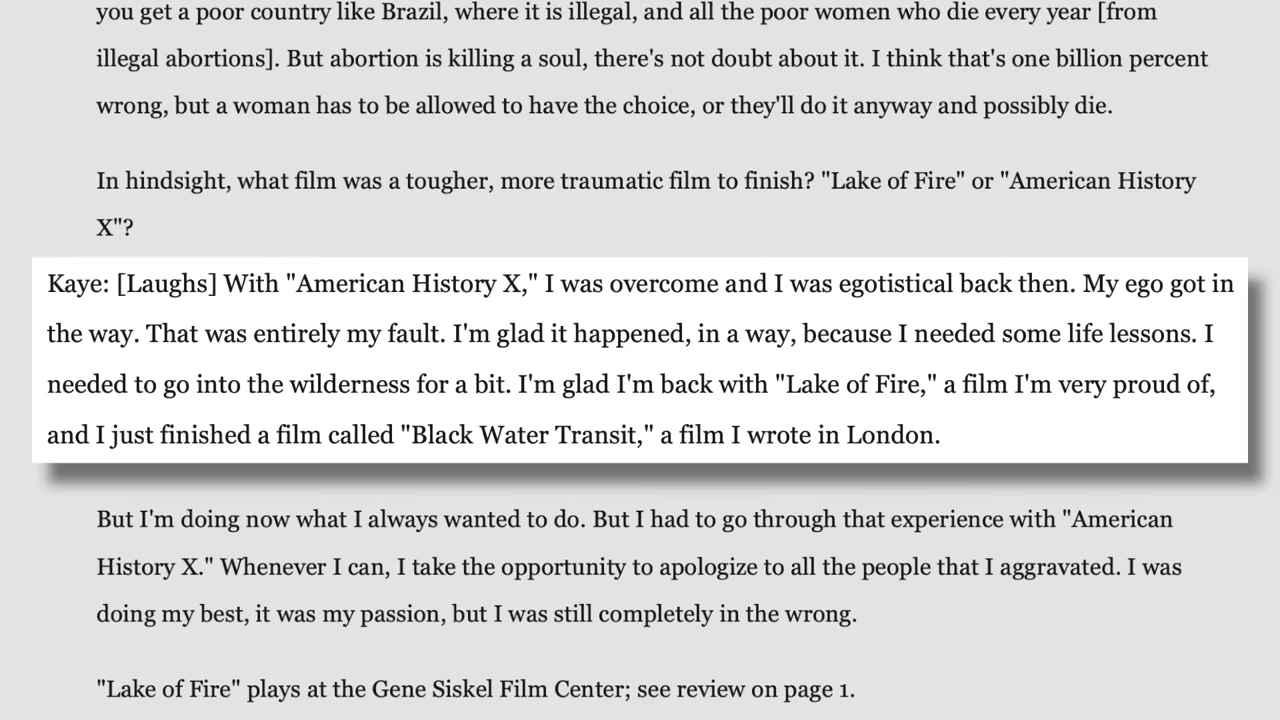 you get a poor country like Brazil, where it is illegal, and all the poor women who die every year [from
illegal abortions]. But abortion is killing a soul, there's not doubt about it. I think that's one billion percent
wrong, but a woman has to be allowed to have the choice, or they'll do it anyway and possibly die.
In hindsight, what film was a tougher, more traumatic film to finish? "Lake of Fire" or "American History
X"?
Kaye: [Laughs] With "American History X," I was overcome and I was egotistical back then. My ego got in
the way. That was entirely my fault. I'm glad it happened, in a way, because I needed some life lessons. I
needed to go into the wilderness for a bit. I'm glad I'm back with "Lake of Fire," a film I'm very proud of,
and I just finished a film called "Black Water Transit," a film I wrote in London.
But I'm doing now what I always wanted to do. But I had to go through that experience with "American
History X." Whenever I can, I take the opportunity to apologize to all the people that I aggravated. I was
doing my best, it was my passion, but I was still completely in the wrong.
"Lake of Fire" plays at the Gene Siskel Film Center; see review on page 1.